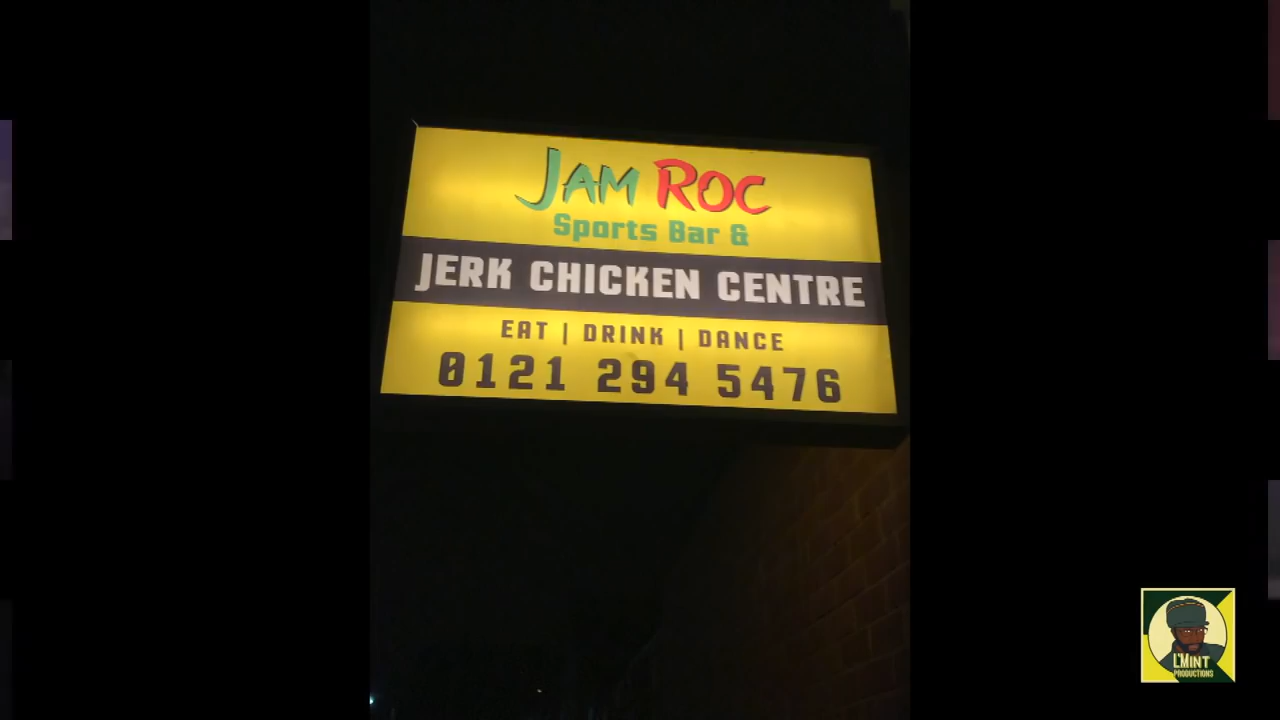 JAM ROC
Sports Bar &
JERK CHICKEN CENTRE
EAT | DRINK | DANCE
0121 294 5476
L'MINT
PRODUCTIONS